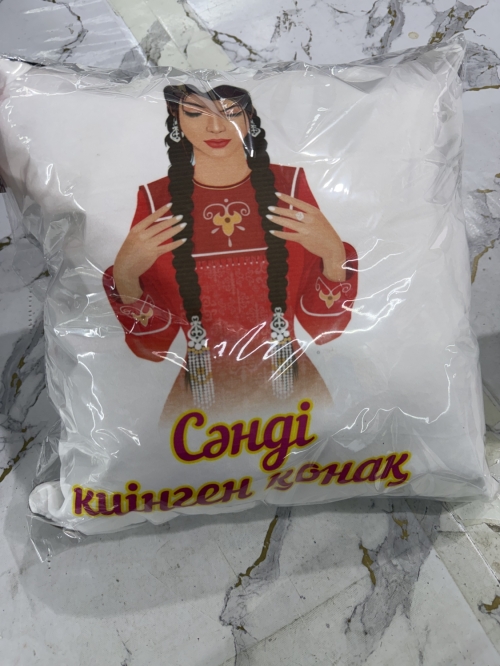 Сәнді
киінген қонақ